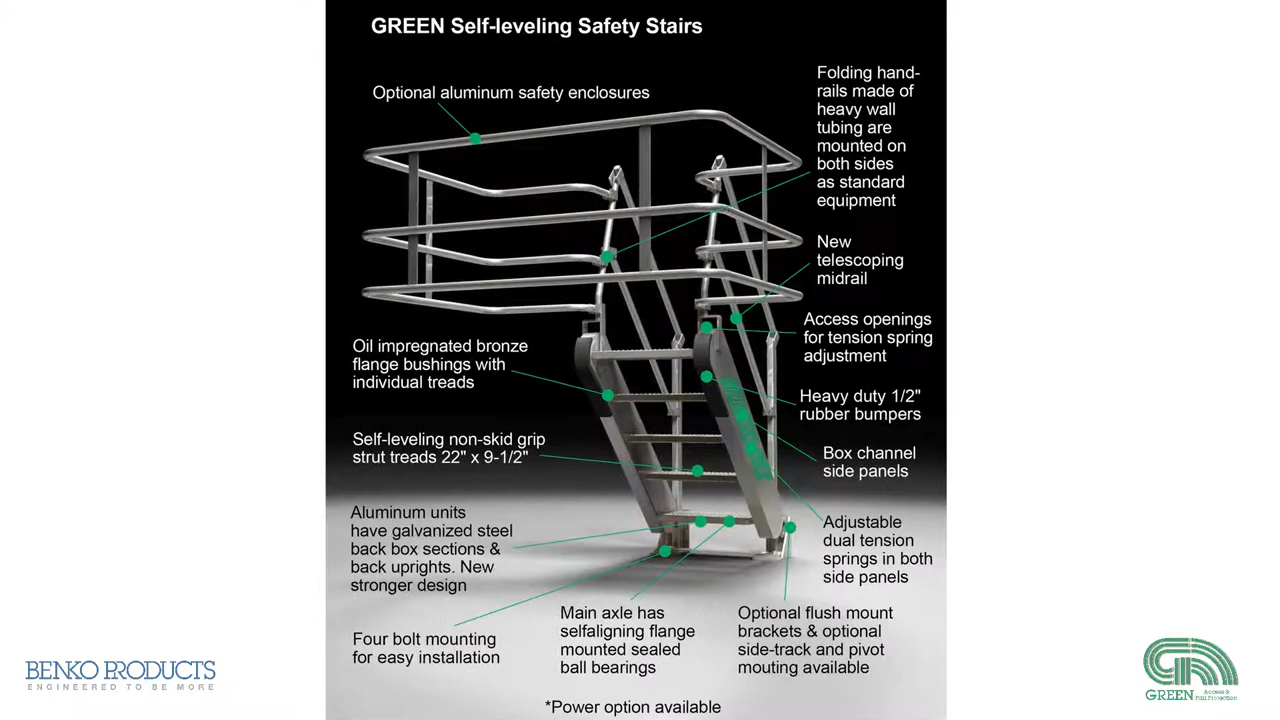 GREEN Self-leveling Safety Stairs
Optional aluminum safety enclosures
Folding hand-
rails made of
heavy wall
tubing are
mounted on
both sides
as standard
equipment
New
telescoping
midrail
Access openings
for tension spring
adjustment
Oil impregnated bronze
flange bushings with
individual treads
Heavy duty 1/2"
rubber bumpers
Self-leveling non-skid grip
strut treads 22" x 9-1/2"
Box channel
side panels
Aluminum units
have galvanized steel
back box sections &
back uprights. New
stronger design
Adjustable
dual tension
springs in both
side panels
Four bolt mounting
for easy installation
Main axle has
selfaligning flange
mounted sealed
ball bearings
Optional flush mount
brackets & optional
side-track and pivot
mouting available
*Power option available
BENKO PRODUCTS
ENGINEERED TO BE MORE
GREEN Access &
Fall Protection